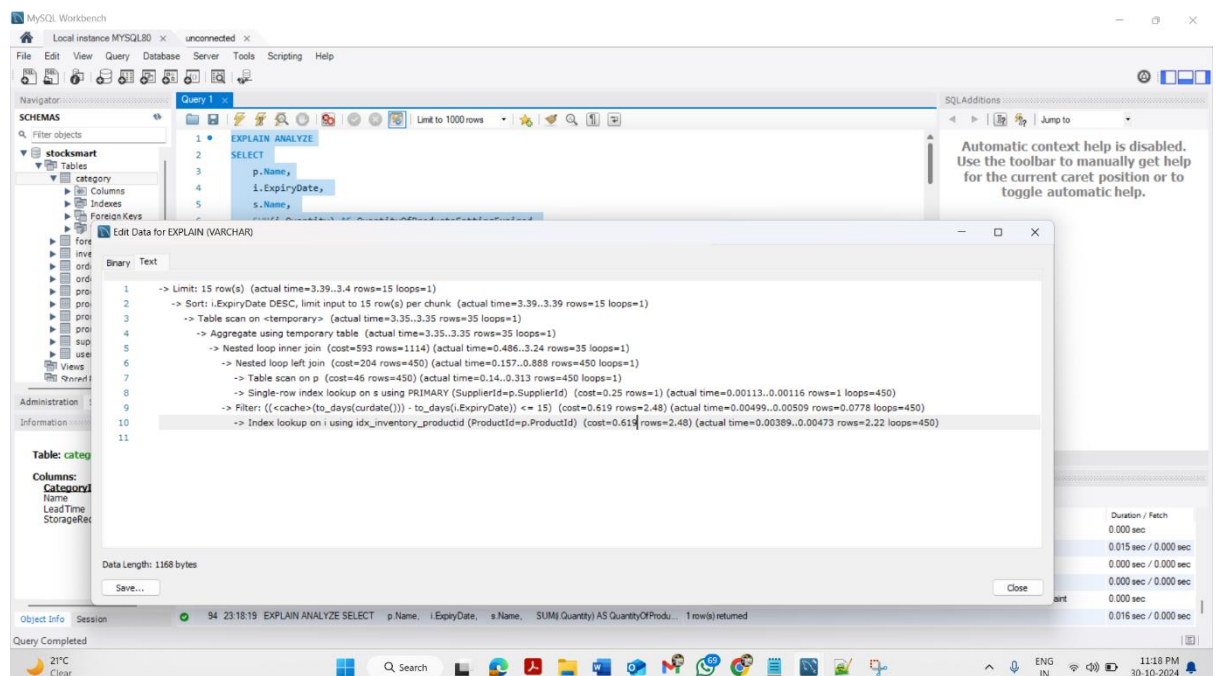 MySQL Workbench
Local instance MYSQL80 × unconnected ×
File Edit View Query Database Server Tools Scripting Help
Navigator
Query 1 ×
SQLAdditions
SCHEMAS
Limit to 1000 rows
Jump to
Filter objects
1 EXPLAIN ANALYZE
2 SELECT
3 p.Name,
4 i.ExpiryDate,
5 s.Name,
SUM(i.Quantity) AS QuantityOfProductsGettingExpired
stocksmart
Tables
category
Columns
Indexes
Foreign Keys
fore
inve
ord
ord
pro
pro
pro
pro
sup
use
Views
Stored
Automatic context help is disabled.
Use the toolbar to manually get help
for the current caret position or to
toggle automatic help.
Edit Data for EXPLAIN (VARCHAR)
Binary Text
1 -> Limit: 15 row(s) (actual time=3.39..3.4 rows=15 loops=1)
2 -> Sort: i.ExpiryDate DESC, limit input to 15 row(s) per chunk (actual time=3.39..3.39 rows=15 loops=1)
3 -> Table scan on <temporary> (actual time=3.35..3.35 rows=35 loops=1)
4 -> Aggregate using temporary table (actual time=3.35..3.35 rows=35 loops=1)
5 -> Nested loop inner join (cost=593 rows=1114) (actual time=0.486..3.24 rows=35 loops=1)
6 -> Nested loop left join (cost=204 rows=450) (actual time=0.157..0.888 rows=450 loops=1)
7 -> Table scan on p (cost=46 rows=450) (actual time=0.14..0.313 rows=450 loops=1)
8 -> Single-row index lookup on s using PRIMARY (SupplierId=p.SupplierId) (cost=0.25 rows=1) (actual time=0.00113..0.00116 rows=1 loops=450)
9 -> Filter: ((<cache>(to_days(curdate())) - to_days(i.ExpiryDate)) <= 15) (cost=0.619 rows=2.48) (actual time=0.00499..0.00509 rows=0.0778 loops=450)
10 -> Index lookup on i using idx_inventory_productid (ProductId=p.ProductId) (cost=0.619 rows=2.48) (actual time=0.00389..0.00473 rows=2.22 loops=450)
11
Data Length: 1168 bytes
Save...
Close
Administration
Information
Table: categ
Columns:
CategoryI
Name
LeadTime
StorageRec
Duration / Fetch
0.000 sec
0.015 sec / 0.000 sec
0.000 sec / 0.000 sec
0.000 sec / 0.000 sec
aint 0.000 sec
Object Info Session
94 23:18:19 EXPLAIN ANALYZE SELECT p.Name, i.ExpiryDate, s.Name, SUM(i.Quantity) AS QuantityOfProdu... 1 row(s) returned 0.016 sec / 0.000 sec
Query Completed
21°C
Clear
Search
69
ENG
IN
11:18 PM
30-10-2024